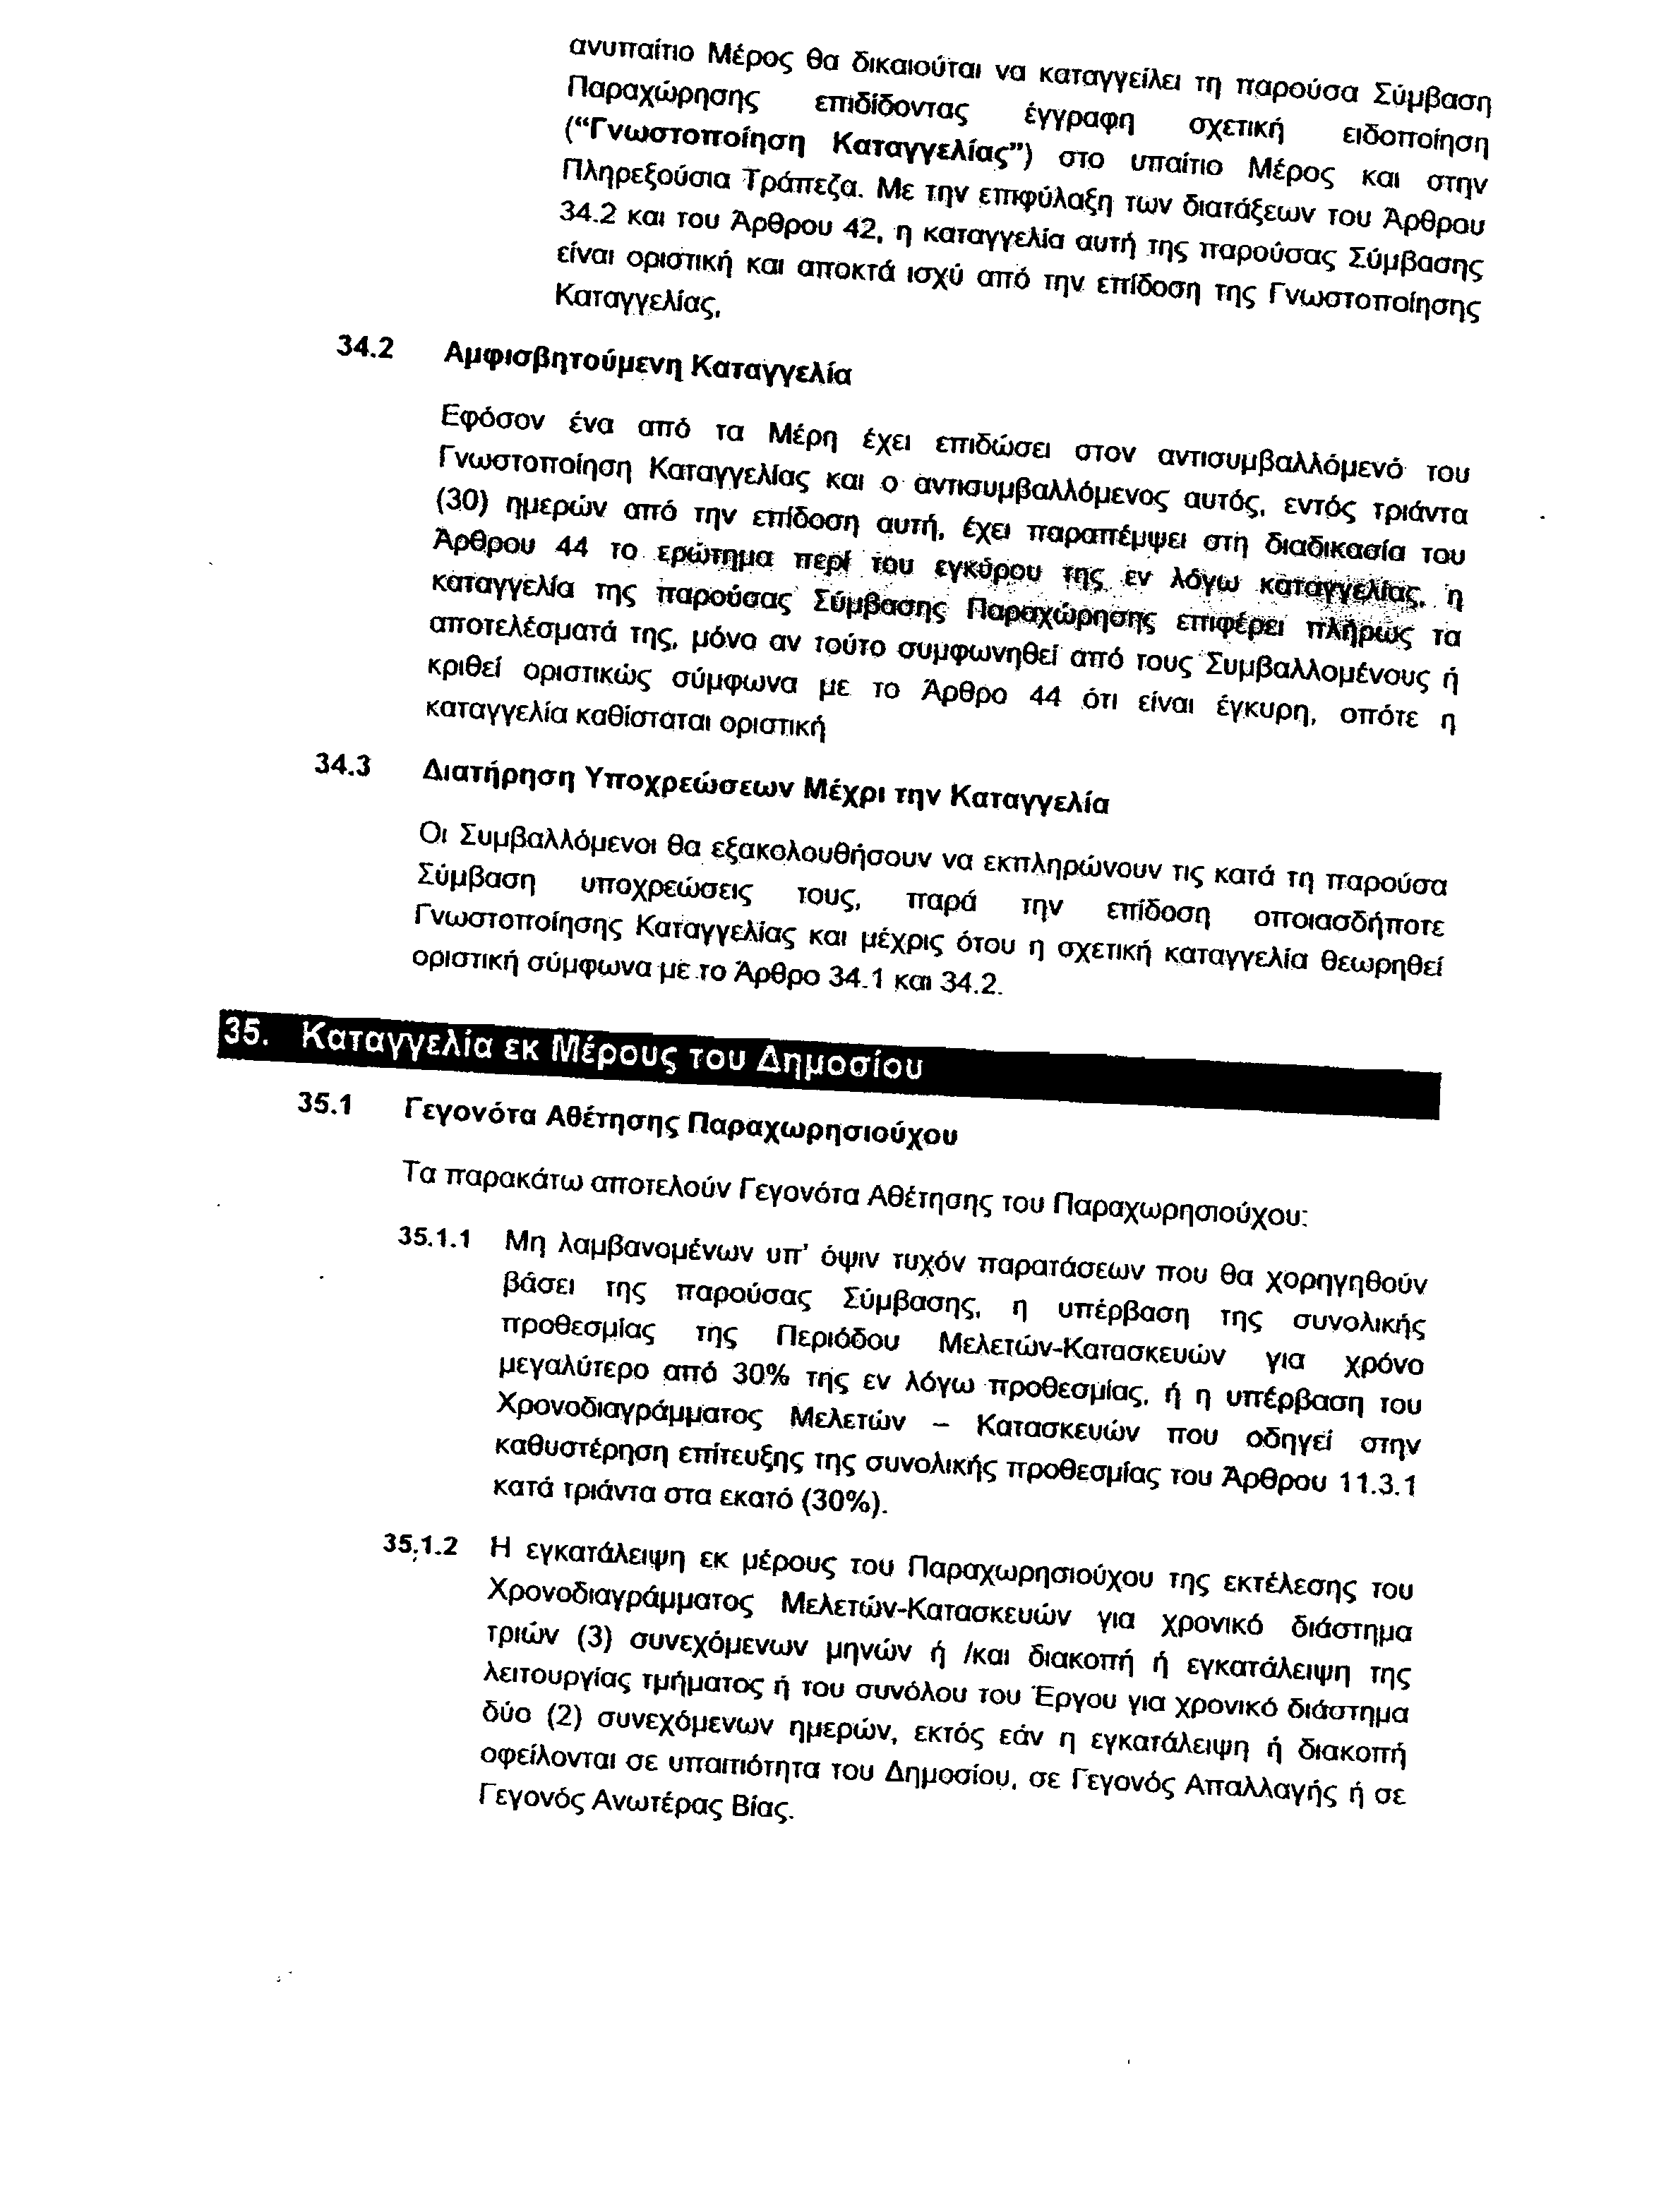 ανυπαίτιο Μέρος θα δικαιούται να καταγγείλει τη παρούσα Σύμβαση
Παραχώρησης επιδίδοντας έγγραφη σχετική ειδοποίηση
("Γνωστοποίηση Καταγγελίας") στο υπαίτιο Μέρος και στην
Πληρεξούσια Τράπεζα. Με την επιφύλαξη των διατάξεων του Άρθρου
34.2 και του Άρθρου 42, η καταγγελία αυτή της παρούσας Σύμβασης
είναι οριστική και αποκτά ισχύ από την επίδοση της Γνωστοποίησης
Καταγγελίας,
34.2 Αμφισβητούμενη Καταγγελία
Εφόσον ένα από τα Μέρη έχει επιδώσει στον αντισυμβαλλόμενό του
Γνωστοποίηση Καταγγελίας και ο αντισυμβαλλόμενος αυτός, εντός τριάντα
(30) ημερών από την επίδοση αυτή, έχει παραπέμψει στη διαδικασία του
Άρθρου 44 το ερώτημα περί του εγκύρου της εν λόγω καταγγελίας, η
καταγγελία της παρούσας Σύμβασης Παραχώρησης επιφέρει πλήρως τα
αποτελέσματά της, μόνο αν τούτο συμφωνηθεί από τους Συμβαλλομένους ή
κριθεί οριστικώς σύμφωνα με το Άρθρο 44 ότι είναι έγκυρη, οπότε η
καταγγελία καθίσταται οριστική
34.3 Διατήρηση Υποχρεώσεων Μέχρι την Καταγγελία
Οι Συμβαλλόμενοι θα εξακολουθήσουν να εκπληρώνουν τις κατά τη παρούσα
Σύμβαση υποχρεώσεις τους, παρά την επίδοση οποιασδήποτε
Γνωστοποίησης Καταγγελίας και μέχρις ότου η σχετική καταγγελία θεωρηθεί
οριστική σύμφωνα με το Άρθρο 34.1 και 34.2.
35. Καταγγελία εκ Μέρους του Δημοσίου
35.1 Γεγονότα Αθέτησης Παραχωρησιούχου
Τα παρακάτω αποτελούν Γεγονότα Αθέτησης του Παραχωρησιούχου:
35.1.1 Μη λαμβανομένων υπ' όψιν τυχόν παρατάσεων που θα χορηγηθούν
βάσει της παρούσας Σύμβασης, η υπέρβαση της συνολικής
προθεσμίας της Περιόδου Μελετών-Κατασκευών για χρόνο
μεγαλύτερο από 30% της εν λόγω προθεσμίας, ή η υπέρβαση του
Χρονοδιαγράμματος Μελετών – Κατασκευών που οδηγεί στην
καθυστέρηση επίτευξης της συνολικής προθεσμίας του Άρθρου 11.3.1
κατά τριάντα στα εκατό (30%).
35.1.2 Η εγκατάλειψη εκ μέρους του Παραχωρησιούχου της εκτέλεσης του
Χρονοδιαγράμματος Μελετών-Κατασκευών για χρονικό διάστημα
τριών (3) συνεχόμενων μηνών ή /και διακοπή ή εγκατάλειψη της
λειτουργίας τμήματος ή του συνόλου του Έργου για χρονικό διάστημα
δύο (2) συνεχόμενων ημερών, εκτός εάν η εγκατάλειψη ή διακοπή
οφείλονται σε υπαιτιότητα του Δημοσίου, σε Γεγονός Απαλλαγής ή σε
Γεγονός Ανωτέρας Βίας.